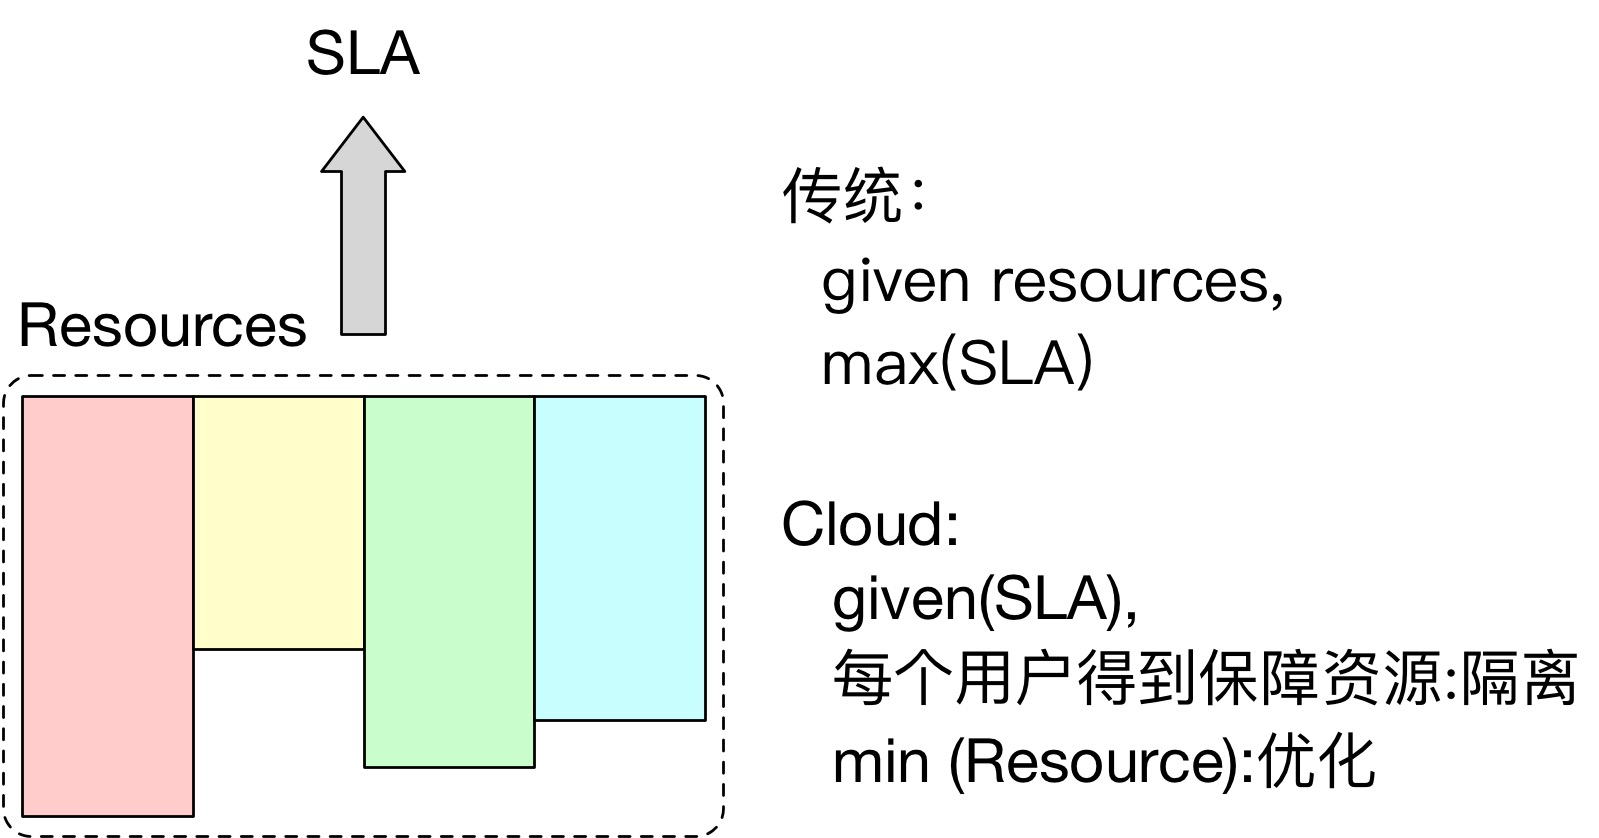 SLA
Resources
传统：
given resources,
max(SLA)
Cloud:
given(SLA),
每个用户得到保障资源:隔离
min (Resource):优化